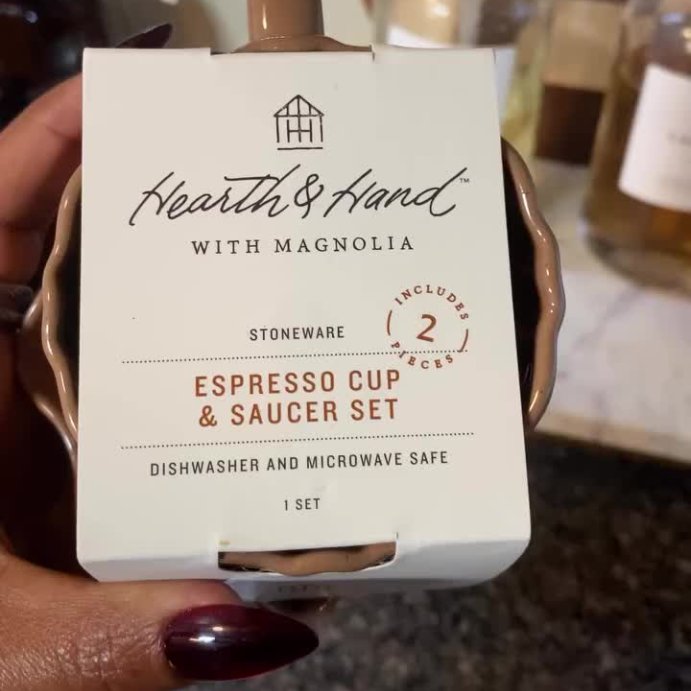 Hearth & Hand™
WITH MAGNOLIA
STONEWARE
INCLUDES
2
PIECES
ESPRESSO CUP
& SAUCER SET
DISHWASHER AND MICROWAVE SAFE
1 SET